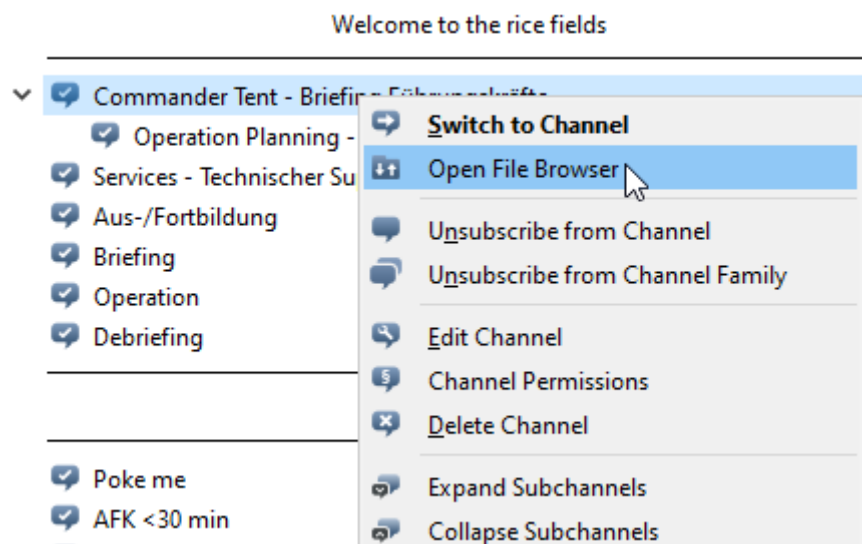 Welcome to the rice fields
Commander Tent - Briefing Führungskräfte
Switch to Channel
Operation Planning -
Open File Browser
Services - Technischer Su
Aus-/Fortbildung
Unsubscribe from Channel
Briefing
Unsubscribe from Channel Family
Operation
Debriefing
Edit Channel
Channel Permissions
Delete Channel
Poke me
Expand Subchannels
AFK <30 min
Collapse Subchannels